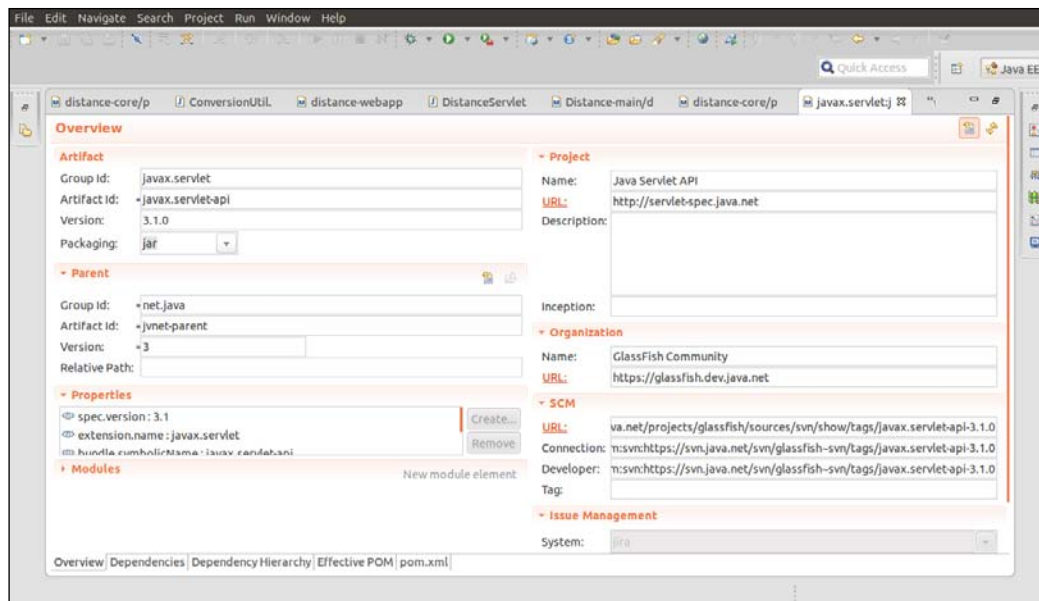 File Edit Navigate Search Project Run Window Help
Quick Access
Java EE
distance-core/p
ConversionUtil.
distance-webapp
DistanceServlet
Distance-main/d
distance-core/p
javax.servlet:j
Overview
Artifact
Group Id: javax.servlet
Artifact Id: javax.servlet-api
Version: 3.1.0
Packaging: jar
Parent
Group Id: net.java
Artifact Id: jvnet-parent
Version: 3
Relative Path:
Properties
spec.version : 3.1
extension.name : javax.servlet
bundle.symbolicName : javax.servlet-api
Create...
Remove
Modules
New module element
Project
Name: Java Servlet API
URL: http://servlet-spec.java.net
Description:
Inception:
Organization
Name: GlassFish Community
URL: https://glassfish.dev.java.net
SCM
URL: va.net/projects/glassfish/sources/svn/show/tags/javax.servlet-api-3.1.0
Connection: m:svn:https://svn.java.net/svn/glassfish~svn/tags/javax.servlet-api-3.1.0
Developer: m:svn:https://svn.java.net/svn/glassfish~svn/tags/javax.servlet-api-3.1.0
Tag:
Issue Management
System: jira
Overview Dependencies Dependency Hierarchy Effective POM pom.xml